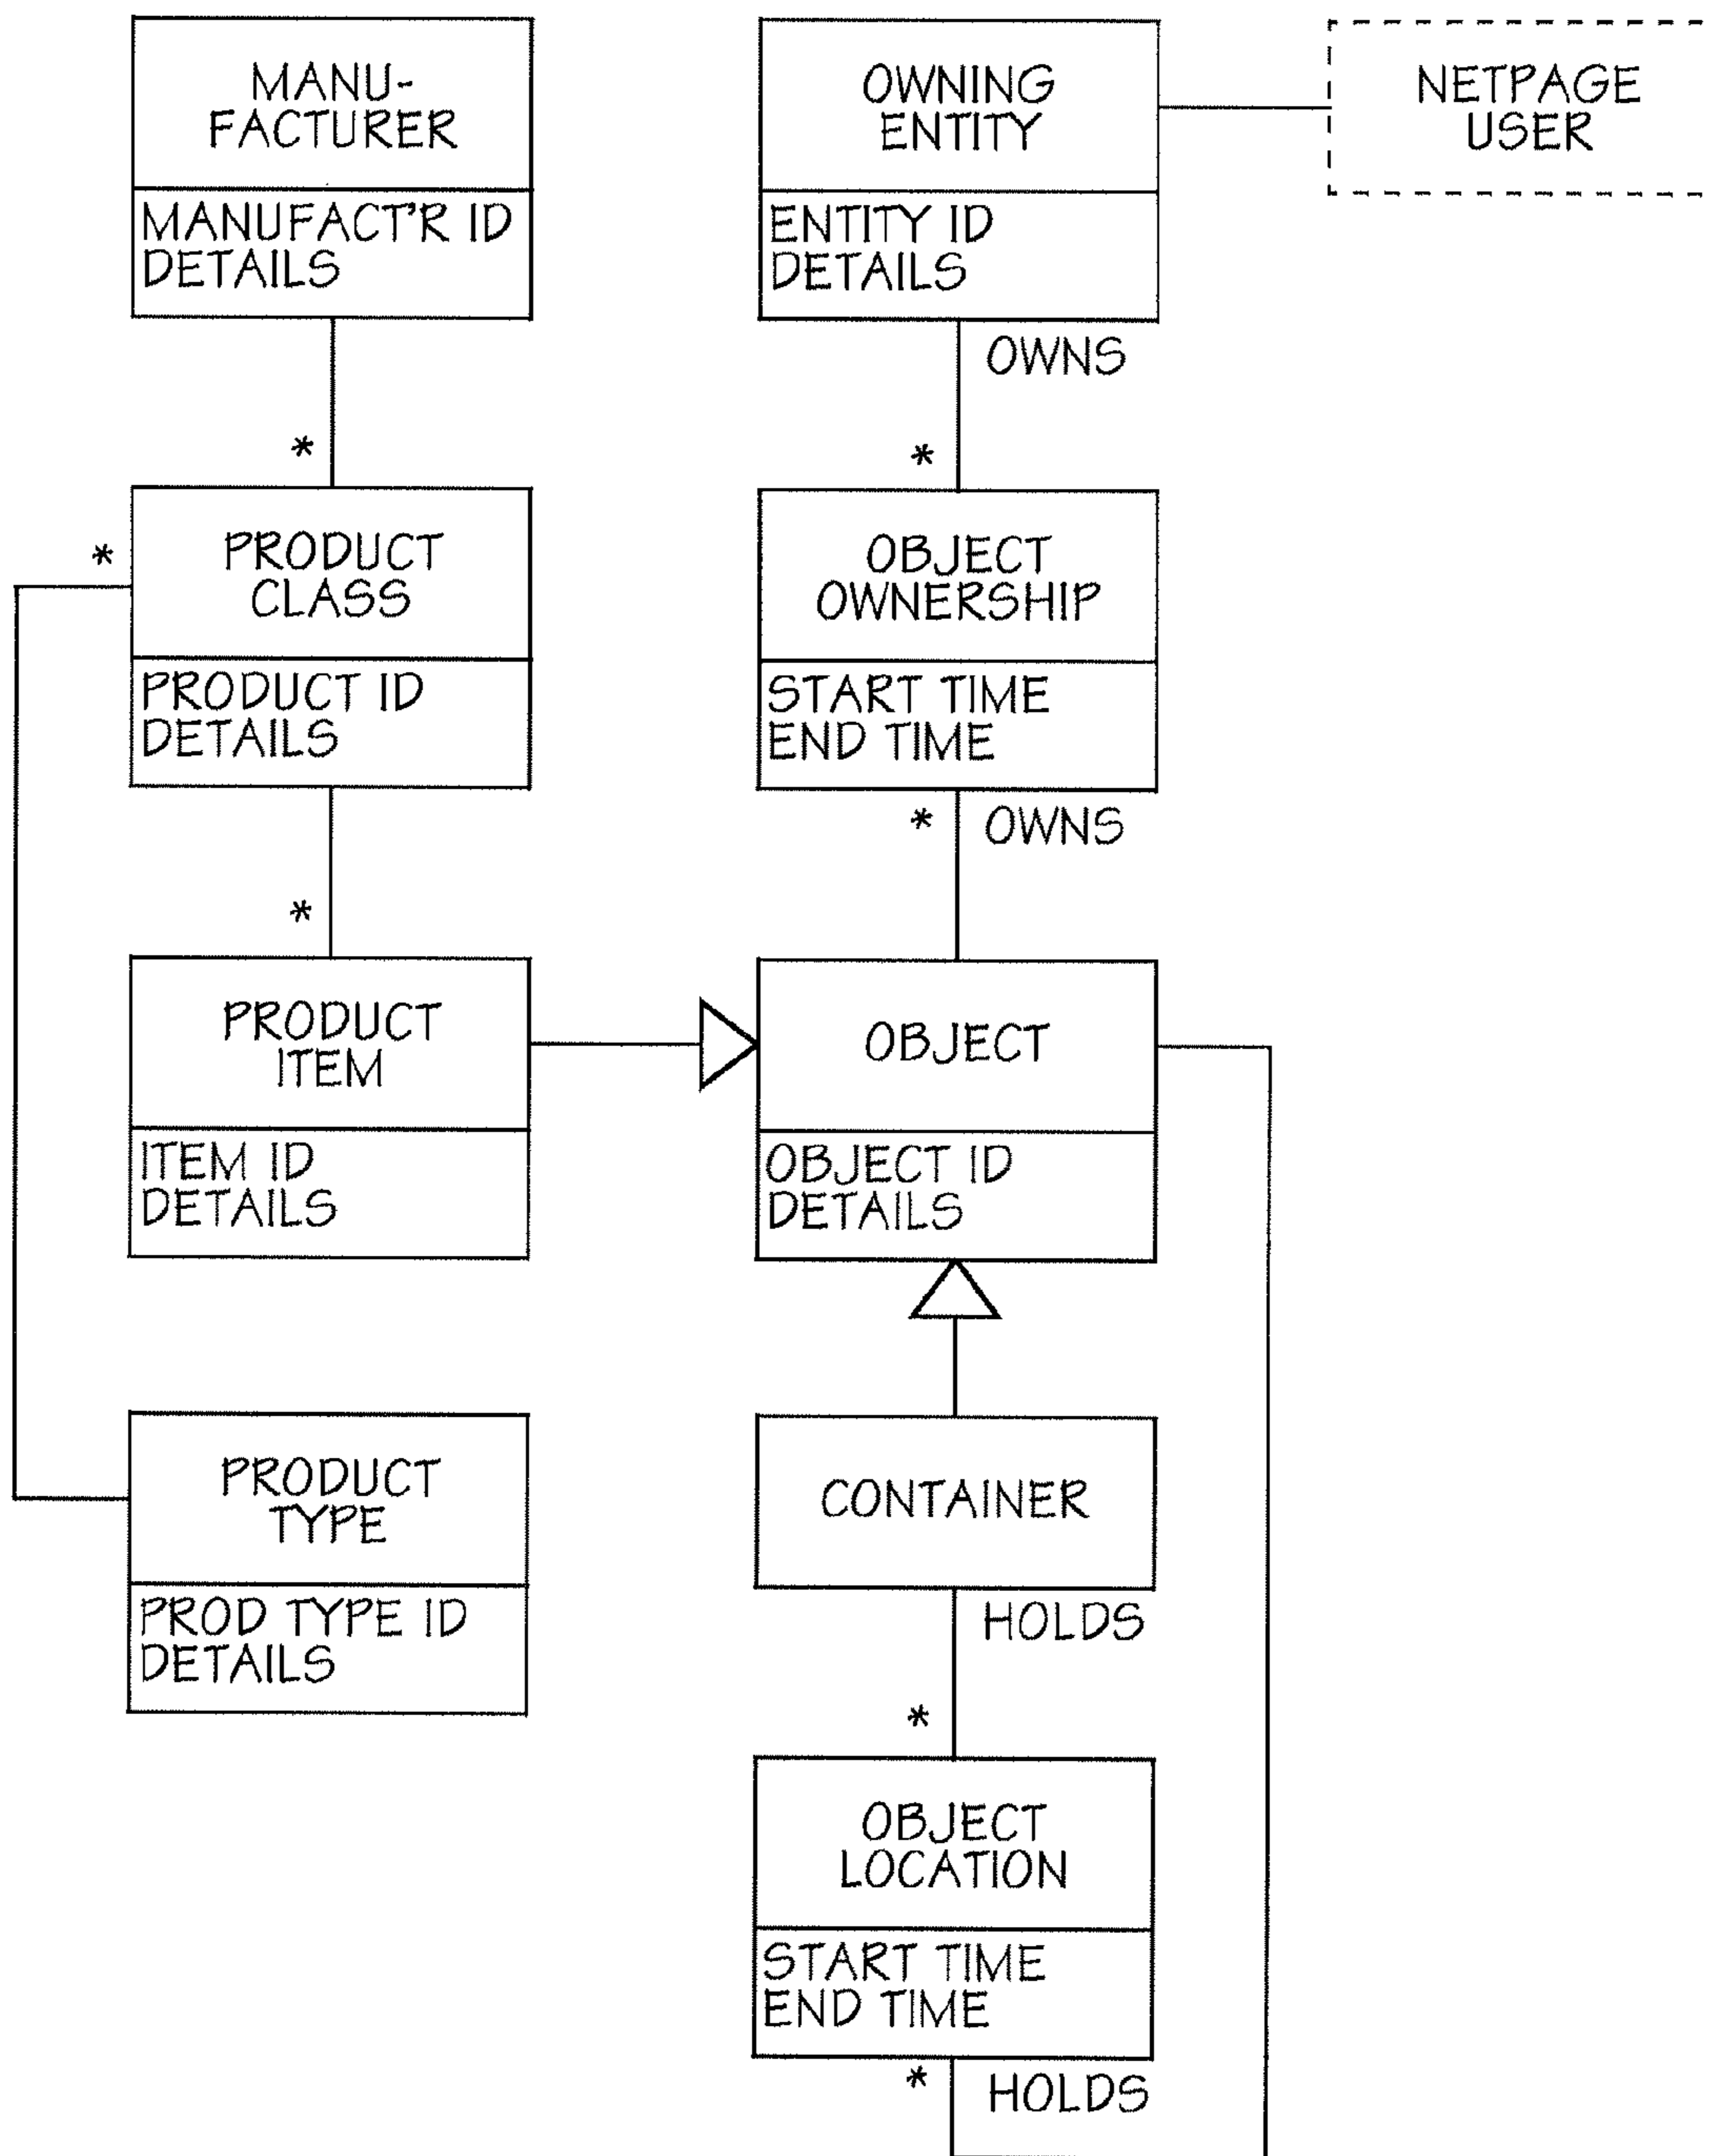 MANU-
FACTURER
MANUFACT'R ID
DETAILS
*
*
PRODUCT
CLASS
PRODUCT ID
DETAILS
*
PRODUCT
ITEM
ITEM ID
DETAILS
PRODUCT
TYPE
PROD TYPE ID
DETAILS
OWNING
ENTITY
ENTITY ID
DETAILS
OWNS
*
OBJECT
OWNERSHIP
START TIME
END TIME
* OWNS
OBJECT
OBJECT ID
DETAILS
CONTAINER
HOLDS
*
OBJECT
LOCATION
START TIME
END TIME
* HOLDS
NETPAGE
USER